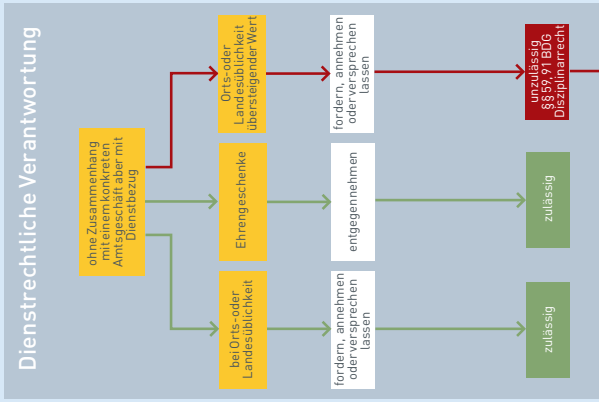 Dienstrechtliche Verantwortung
ohne Zusammenhang
mit einem konkreten
Amtsgeschäft aber mit
Dienstbezug
bei Orts- oder
Landesüblichkeit
Ehrengeschenke
Orts- oder
Landesüblichkeit
übersteigender Wert
fordern, annehmen
oder versprechen
lassen
entgegennehmen
fordern, annehmen
oder versprechen
lassen
zulässig
zulässig
unzulässig
§§ 59, 91 BDG
Disziplinarrecht